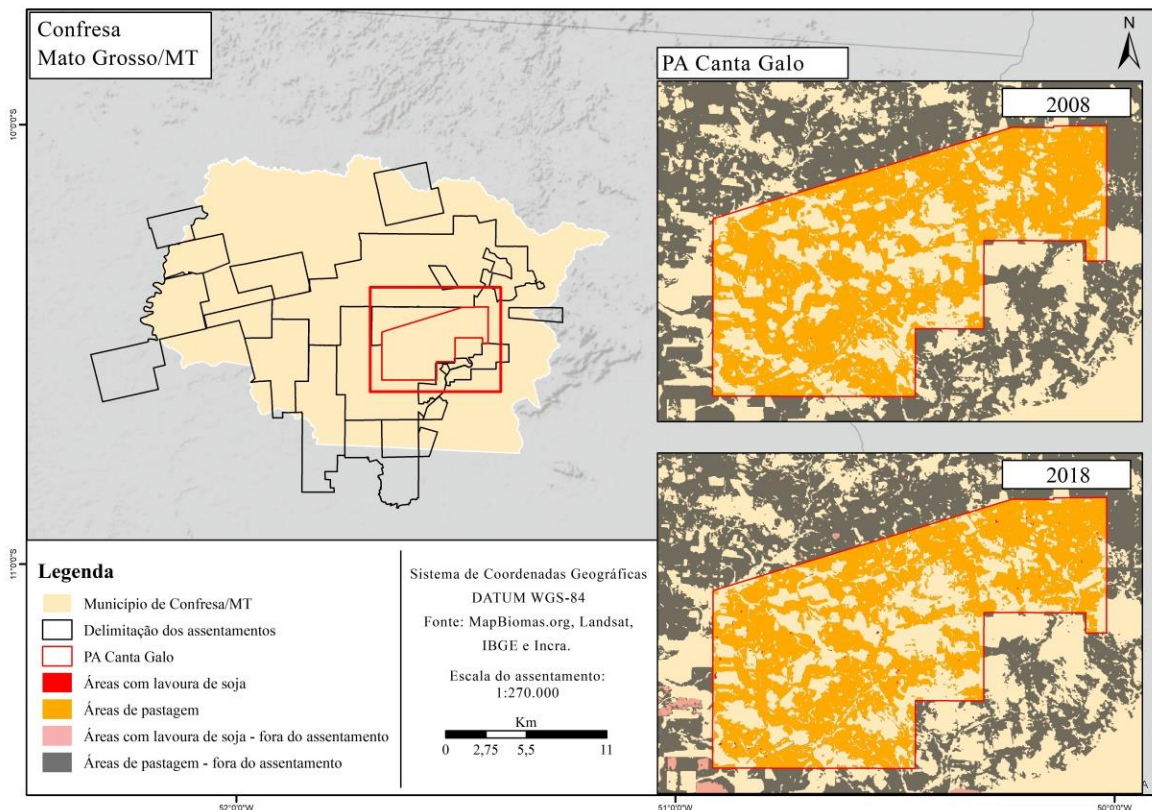 Confresa
Mato Grosso/MT
N
PA Canta Galo
2008
10°0'0"S
2018
11°0'0"S
Legenda
Município de Confresa/MT
Delimitação dos assentamentos
PA Canta Galo
Áreas com lavoura de soja
Áreas de pastagem
Áreas com lavoura de soja - fora do assentamento
Áreas de pastagem - fora do assentamento
Sistema de Coordenadas Geográficas
DATUM WGS-84
Fonte: MapBiomas.org, Landsat,
IBGE e Incra.
Escala do assentamento:
1:270.000
Km
0 2,75 5,5 11
52°0'0"W
51°0'0"W
50°0'0"W